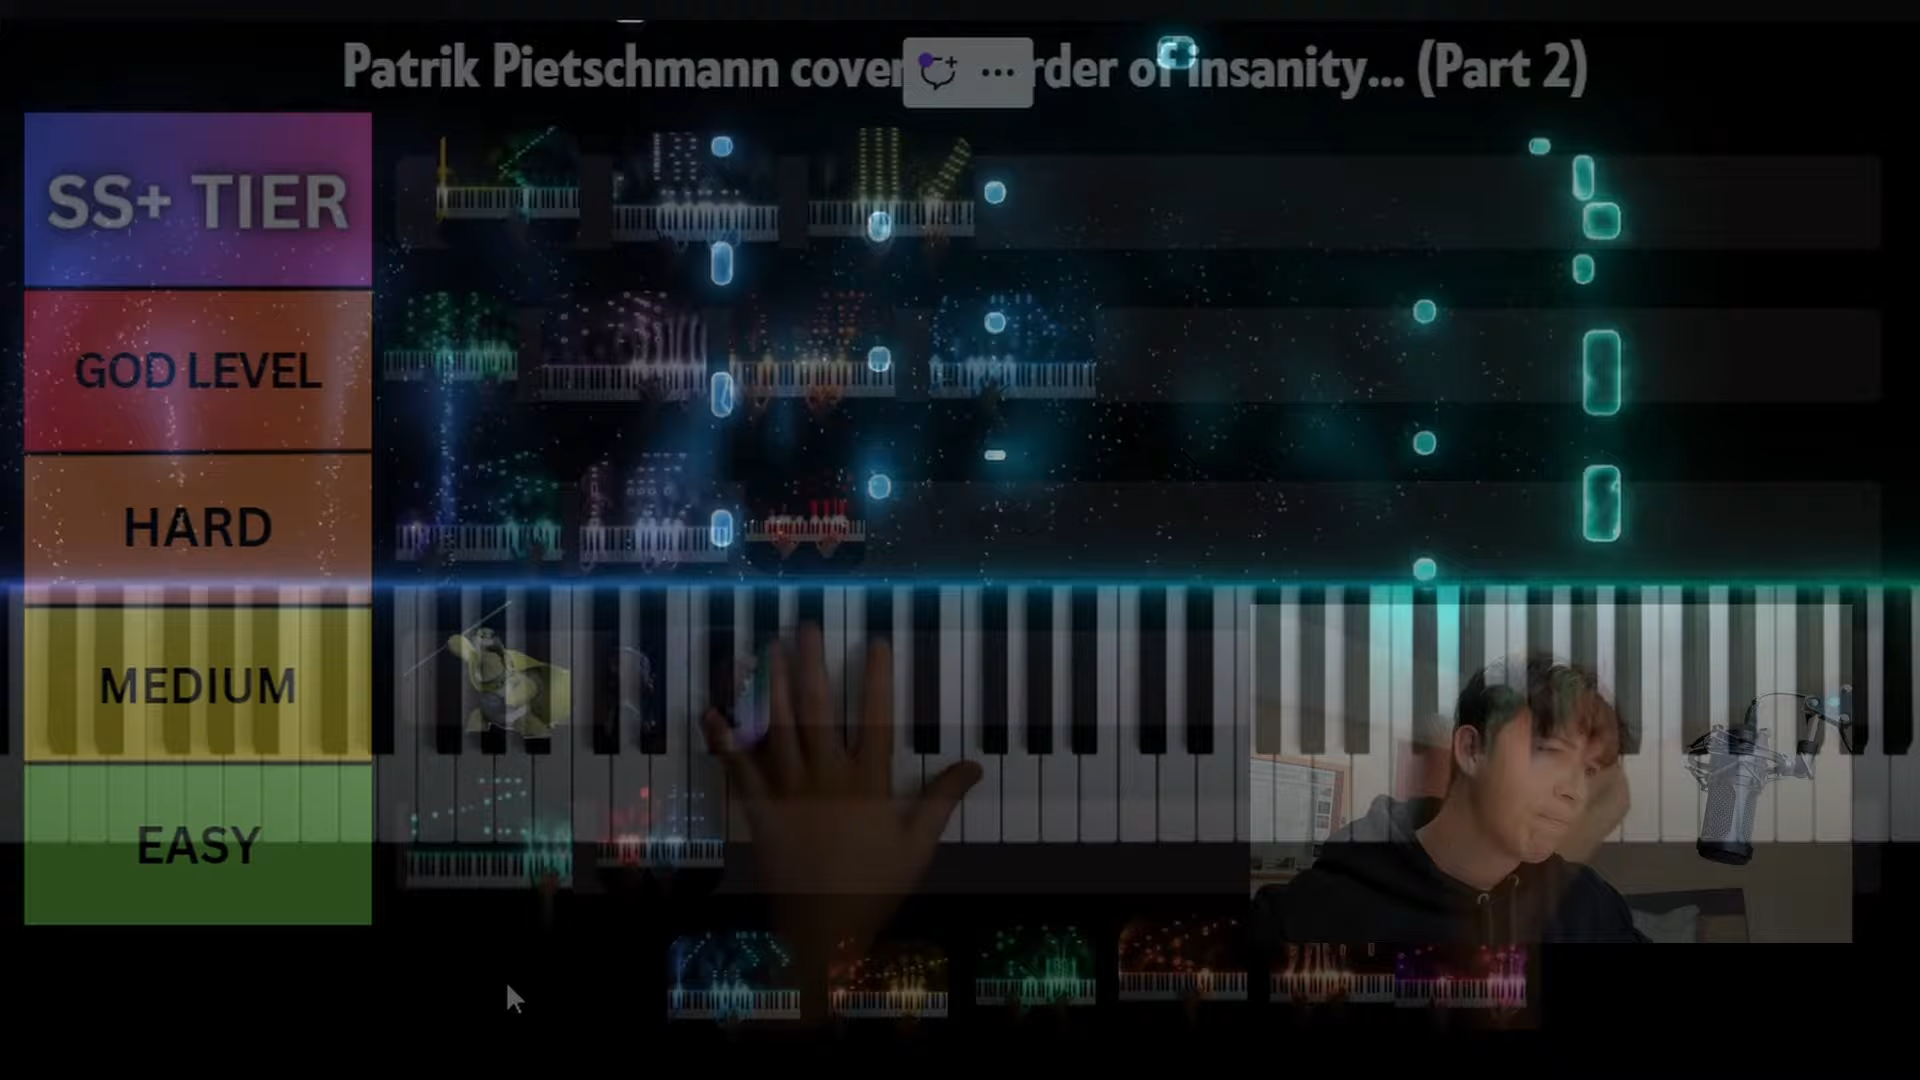 Patrik Pietschmann cover rder of insanity... (Part 2)
SS+ TIER
GOD LEVEL
HARD
MEDIUM
EASY